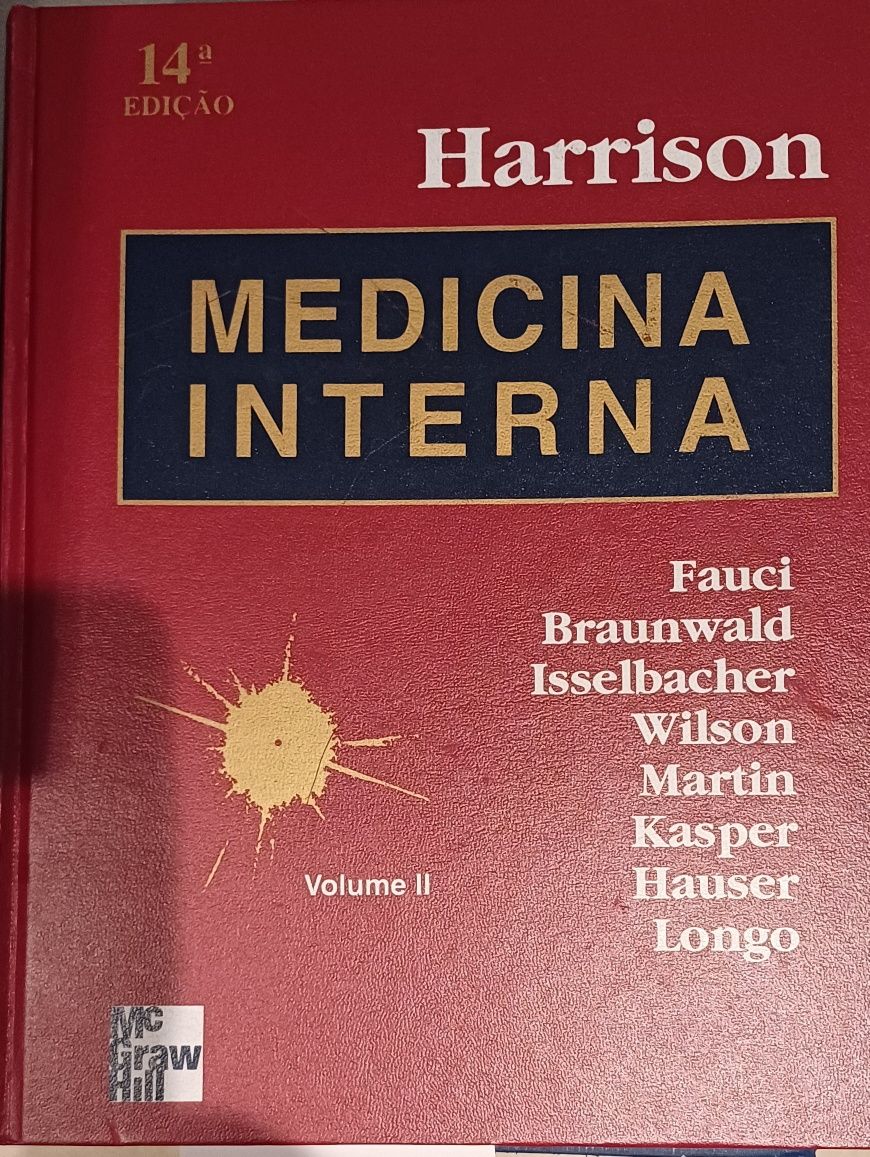 14ª
EDIÇÃO
Harrison
MEDICINA
INTERNA
Fauci
Braunwald
Isselbacher
Wilson
Martin
Kasper
Hauser
Longo
Volume II
Mc
Graw
Hill